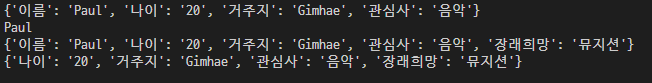 {'이름': 'Paul', '나이': '20', '거주지': 'Gimhae', '관심사': '음악'}
Paul
{'이름': 'Paul', '나이': '20', '거주지': 'Gimhae', '관심사': '음악', '장래희망': '뮤지션'}
{'나이': '20', '거주지': 'Gimhae', '관심사': '음악', '장래희망': '뮤지션'}